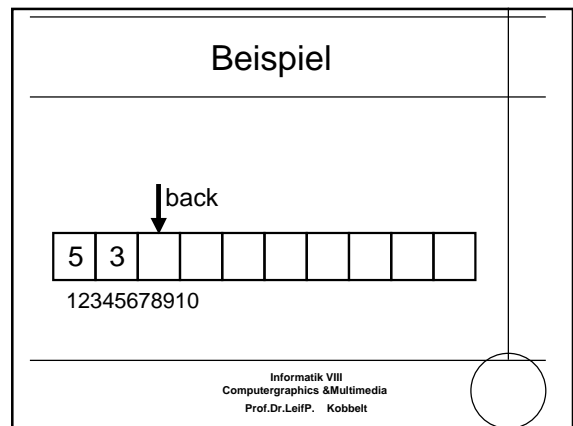 Beispiel
back
5 3
12345678910
Informatik VIII
Computergraphics &Multimedia
Prof.Dr.LeifP. Kobbelt